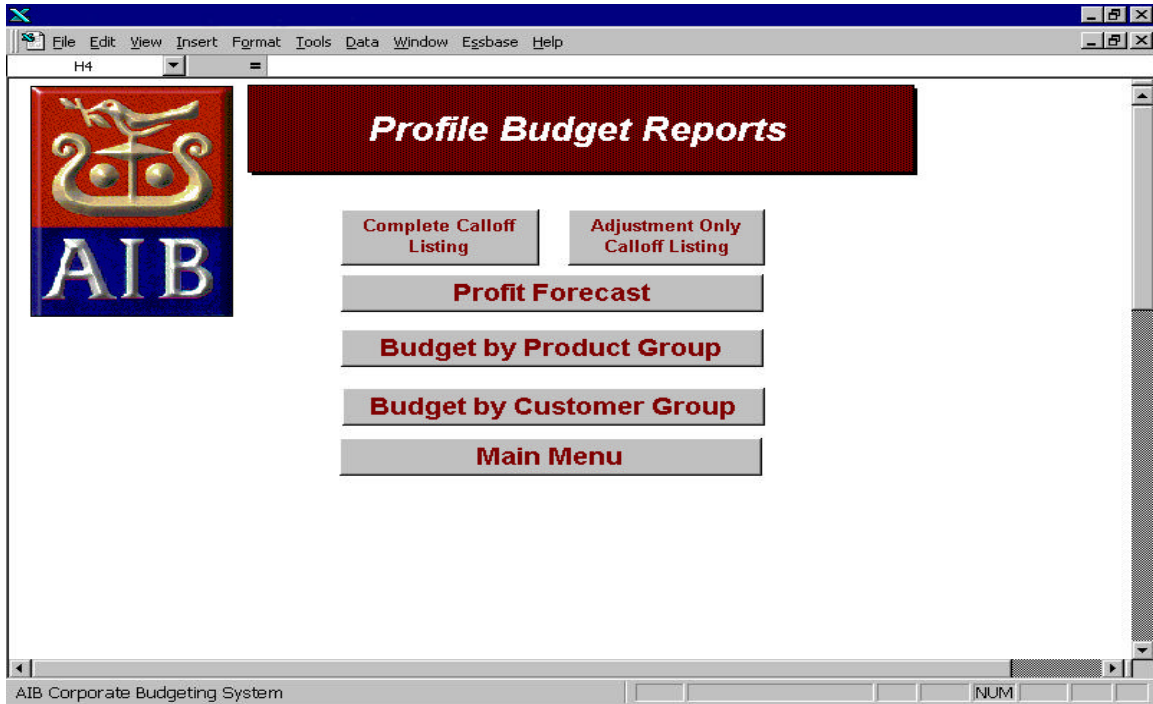 File Edit View Insert Format Tools Data Window Essbase Help
H4 =
Profile Budget Reports
AIB
Complete Calloff
Listing
Adjustment Only
Calloff Listing
Profit Forecast
Budget by Product Group
Budget by Customer Group
Main Menu
AIB Corporate Budgeting System NUM